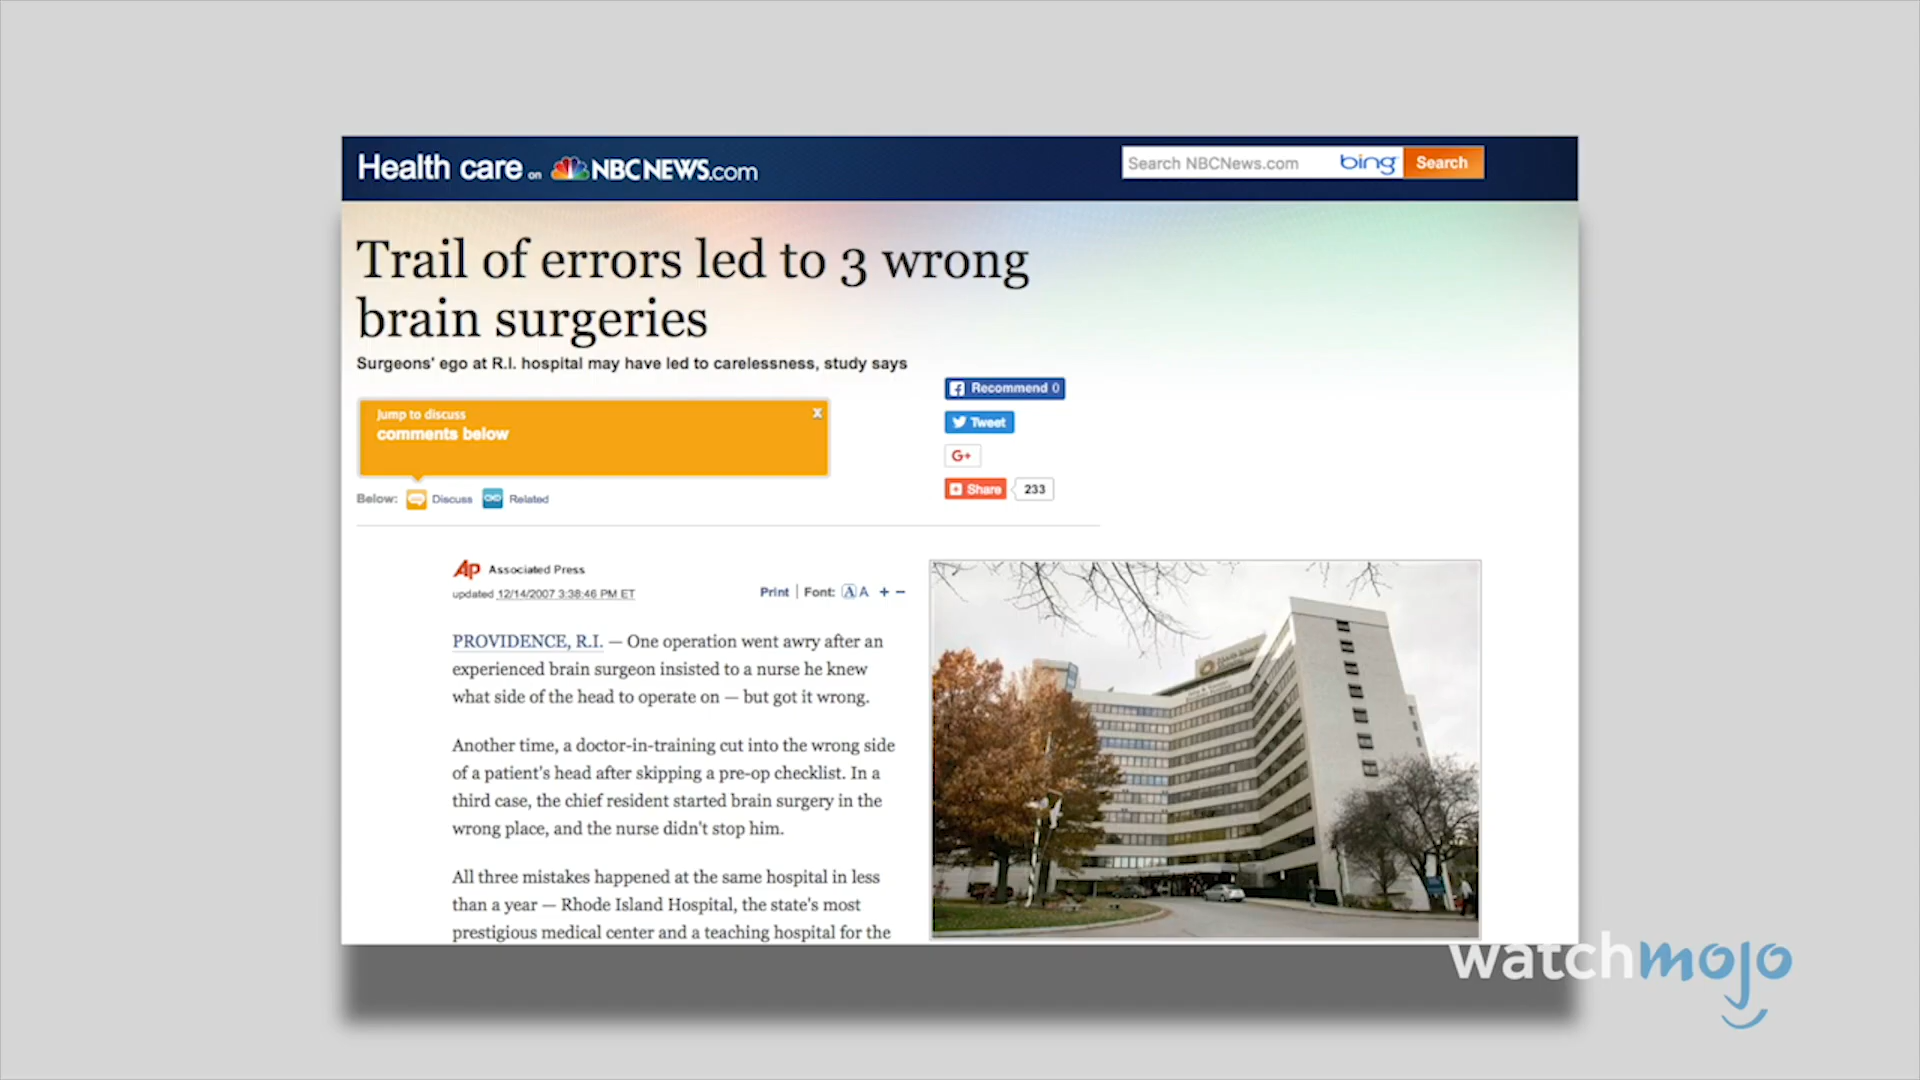 Health care on NBCNEWS.com
Search NBCNews.com bing Search
Trail of errors led to 3 wrong
brain surgeries
Surgeons' ego at R.I. hospital may have led to carelessness, study says
Recommend 0
Jump to discuss
x
comments below
Tweet
G+
Share 233
Below: Discuss Related
AP Associated Press
updated 12/14/2007 3:38:46 PM ET
Print | Font: A A + −
PROVIDENCE, R.I. — One operation went awry after an
experienced brain surgeon insisted to a nurse he knew
what side of the head to operate on — but got it wrong.
Another time, a doctor-in-training cut into the wrong side
of a patient's head after skipping a pre-op checklist. In a
third case, the chief resident started brain surgery in the
wrong place, and the nurse didn't stop him.
All three mistakes happened at the same hospital in less
than a year — Rhode Island Hospital, the state's most
prestigious medical center and a teaching hospital for the
watchmojo